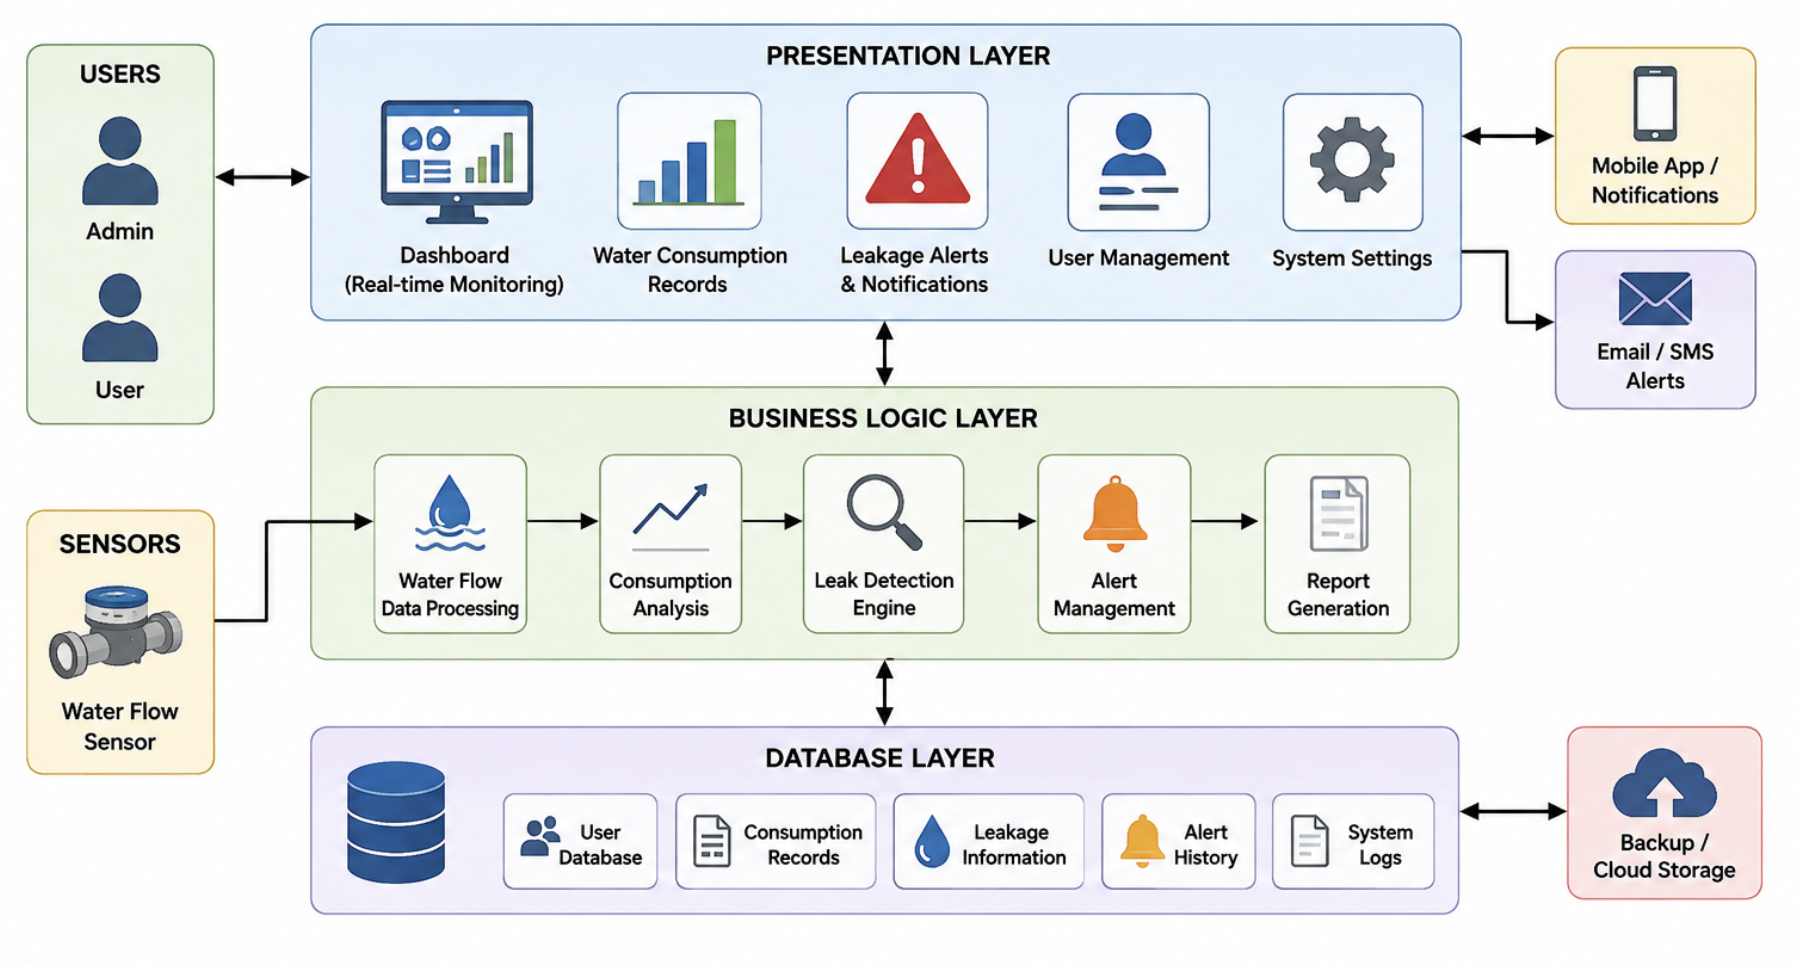 USERS
Admin
User
PRESENTATION LAYER
Dashboard
(Real-time Monitoring)
Water Consumption
Records
Leakage Alerts
& Notifications
User Management
System Settings
Mobile App /
Notifications
Email / SMS
Alerts
SENSORS
Water Flow
Sensor
BUSINESS LOGIC LAYER
Water Flow
Data Processing
Consumption
Analysis
Leak Detection
Engine
Alert
Management
Report
Generation
DATABASE LAYER
User
Database
Consumption
Records
Leakage
Information
Alert
History
System
Logs
Backup /
Cloud Storage